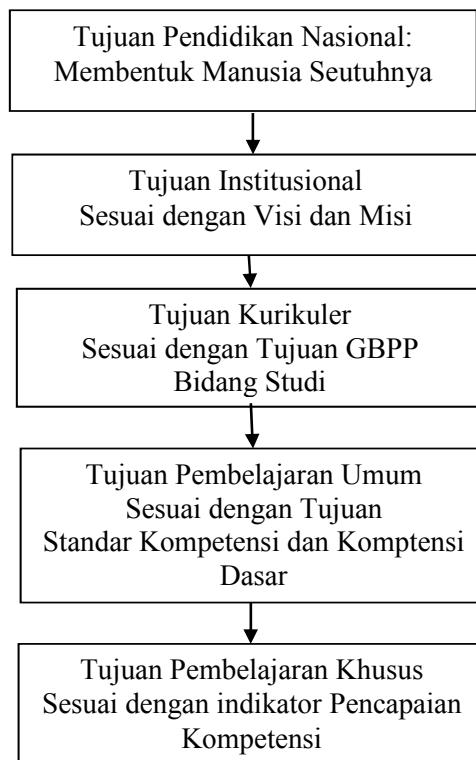 Tujuan Pendidikan Nasional:
Membentuk Manusia Seutuhnya
Tujuan Institusional
Sesuai dengan Visi dan Misi
Tujuan Kurikuler
Sesuai dengan Tujuan GBPP
Bidang Studi
Tujuan Pembelajaran Umum
Sesuai dengan Tujuan
Standar Kompetensi dan Komptensi
Dasar
Tujuan Pembelajaran Khusus
Sesuai dengan indikator Pencapaian
Kompetensi